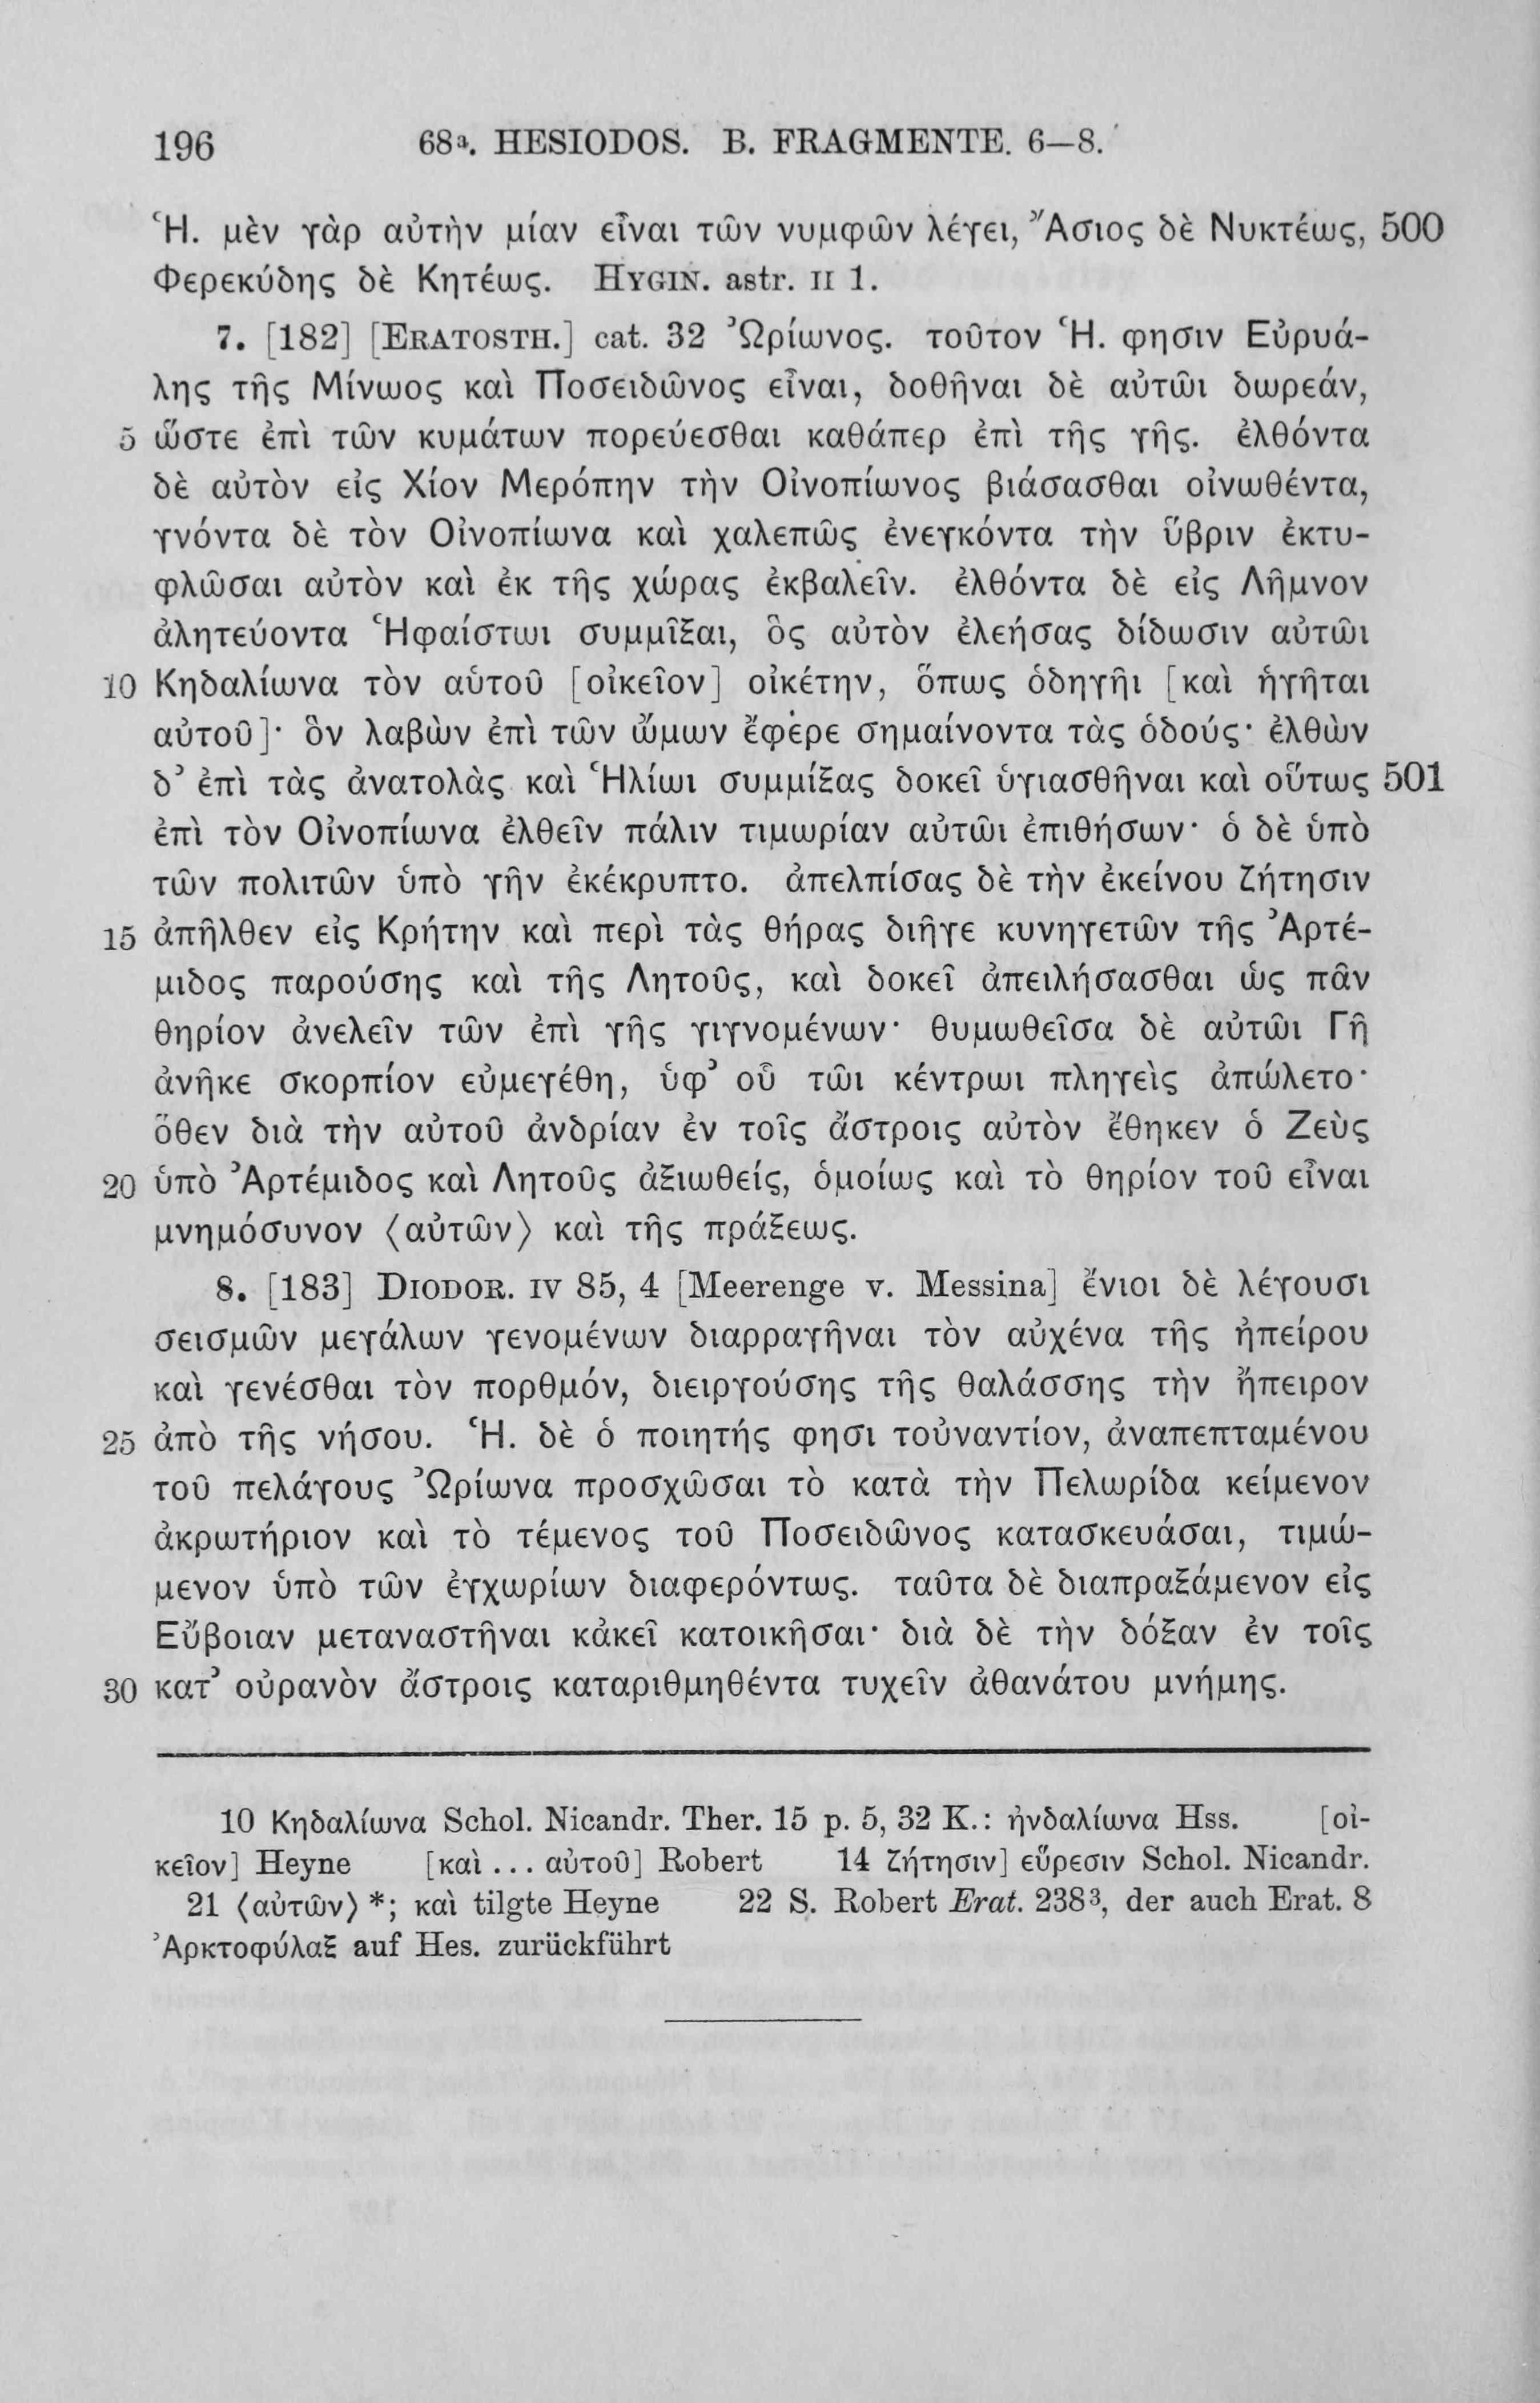 196 68a. HESIODOS. B. FRAGMENTE. 6—8.
Ἡ. μὲν γὰρ αὐτὴν μίαν εἶναι τῶν νυμφῶν λέγει, Ἄσιος δὲ Νυκτέως, 500
Φερεκύδης δὲ Κητέως. HYGIN. astr. II 1.
7. [182] [ERATOSTH.] cat. 32 Ὠρίωνος. τοῦτον Ἡ. φησιν Εὐρυά-
λης τῆς Μίνωος καὶ Ποσειδῶνος εἶναι, δοθῆναι δὲ αὐτῶι δωρεάν,
5 ὥστε ἐπὶ τῶν κυμάτων πορεύεσθαι καθάπερ ἐπὶ τῆς γῆς. ἐλθόντα
δὲ αὐτὸν εἰς Χίον Μερόπην τὴν Οἰνοπίωνος βιάσασθαι οἰνωθέντα,
γνόντα δὲ τὸν Οἰνοπίωνα καὶ χαλεπῶς ἐνεγκόντα τὴν ὕβριν ἐκτυ-
φλῶσαι αὐτὸν καὶ ἐκ τῆς χώρας ἐκβαλεῖν. ἐλθόντα δὲ εἰς Λῆμνον
ἀλητεύοντα Ἡφαίστωι συμμῖξαι, ὃς αὐτὸν ἐλεήσας δίδωσιν αὐτῶι
10 Κηδαλίωνα τὸν αὑτοῦ [οἰκεῖον] οἰκέτην, ὅπως ὁδηγῆι [καὶ ἡγῆται
αὐτοῦ]· ὃν λαβὼν ἐπὶ τῶν ὤμων ἔφερε σημαίνοντα τὰς ὁδούς· ἐλθὼν
δ’ ἐπὶ τὰς ἀνατολὰς καὶ Ἡλίωι συμμίξας δοκεῖ ὑγιασθῆναι καὶ οὕτως 501
ἐπὶ τὸν Οἰνοπίωνα ἐλθεῖν πάλιν τιμωρίαν αὐτῶι ἐπιθήσων· ὁ δὲ ὑπὸ
τῶν πολιτῶν ὑπὸ γῆν ἐκέκρυπτο. ἀπελπίσας δὲ τὴν ἐκείνου ζήτησιν
15 ἀπῆλθεν εἰς Κρήτην καὶ περὶ τὰς θήρας διῆγε κυνηγετῶν τῆς Ἀρτέ-
μιδος παρούσης καὶ τῆς Λητοῦς, καὶ δοκεῖ ἀπειλήσασθαι ὡς πᾶν
θηρίον ἀνελεῖν τῶν ἐπὶ γῆς γιγνομένων· θυμωθεῖσα δὲ αὐτῶι Γῆ
ἀνῆκε σκορπίον εὐμεγέθη, ὑφ’ οὗ τῶι κέντρωι πληγεὶς ἀπώλετο·
ὅθεν διὰ τὴν αὐτοῦ ἀνδρίαν ἐν τοῖς ἄστροις αὐτὸν ἔθηκεν ὁ Ζεὺς
20 ὑπὸ Ἀρτέμιδος καὶ Λητοῦς ἀξιωθείς, ὁμοίως καὶ τὸ θηρίον τοῦ εἶναι
μνημόσυνον ⟨αὐτῶν⟩ καὶ τῆς πράξεως.
8. [183] DIODOR. IV 85, 4 [Meerenge v. Messina] ἔνιοι δὲ λέγουσι
σεισμῶν μεγάλων γενομένων διαρραγῆναι τὸν αὐχένα τῆς ἠπείρου
καὶ γενέσθαι τὸν πορθμόν, διειργούσης τῆς θαλάσσης τὴν ἤπειρον
25 ἀπὸ τῆς νήσου. Ἡ. δὲ ὁ ποιητής φησι τοὐναντίον, ἀναπεπταμένου
τοῦ πελάγους Ὠρίωνα προσχῶσαι τὸ κατὰ τὴν Πελωρίδα κείμενον
ἀκρωτήριον καὶ τὸ τέμενος τοῦ Ποσειδῶνος κατασκευάσαι, τιμώ-
μενον ὑπὸ τῶν ἐγχωρίων διαφερόντως. ταῦτα δὲ διαπραξάμενον εἰς
Εὔβοιαν μεταναστῆναι κἀκεῖ κατοικῆσαι· διὰ δὲ τὴν δόξαν ἐν τοῖς
30 κατ’ οὐρανὸν ἄστροις καταριθμηθέντα τυχεῖν ἀθανάτου μνήμης.
10 Κηδαλίωνα Schol. Nicandr. Ther. 15 p. 5, 32 K.: ἠνδαλίωνα Hss. [οἰ-
κεῖον] Heyne [καὶ ... αὐτοῦ] Robert 14 ζήτησιν] εὕρεσιν Schol. Nicandr.
21 ⟨αὐτῶν⟩ *; καὶ tilgte Heyne 22 S. Robert Erat. 238³, der auch Erat. 8
Ἀρκτοφύλαξ auf Hes. zurückführt